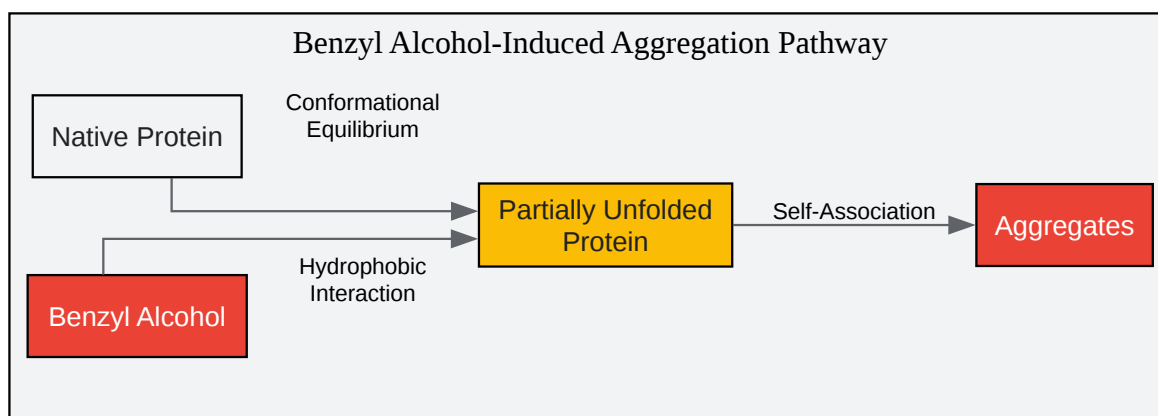 Benzyl Alcohol-Induced Aggregation Pathway
Conformational
Equilibrium
Native Protein
Partially Unfolded
Protein
Self-Association
Aggregates
Hydrophobic
Interaction
Benzyl Alcohol